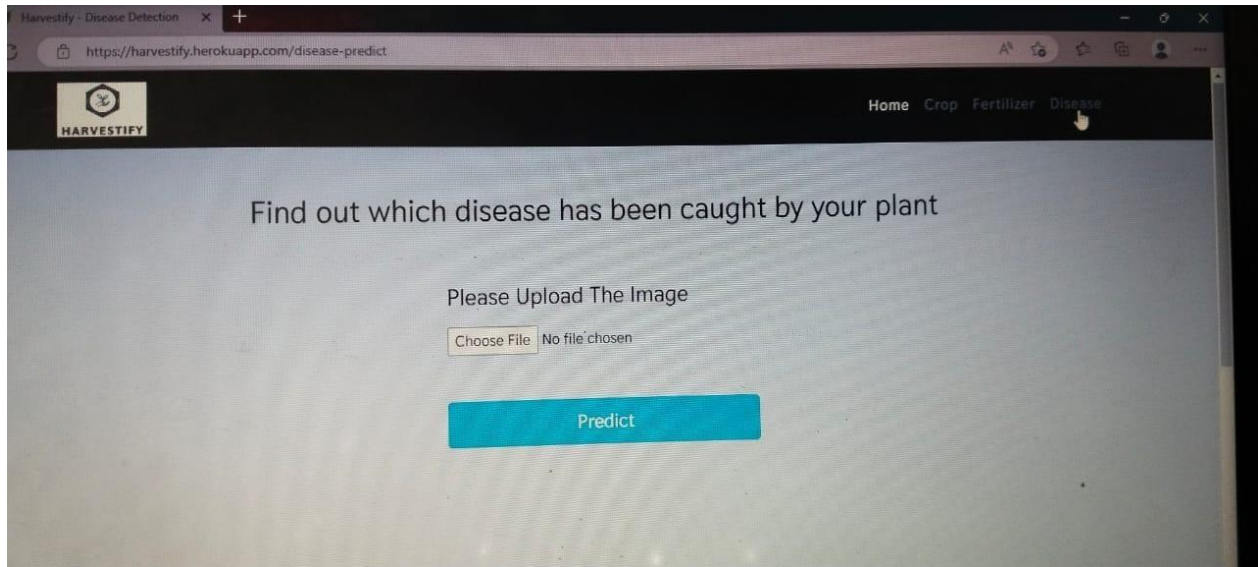 Harvestify - Disease Detection
https://harvestify.herokuapp.com/disease-predict
HARVESTIFY
Home Crop Fertilizer Disease
Find out which disease has been caught by your plant
Please Upload The Image
Choose File No file chosen
Predict